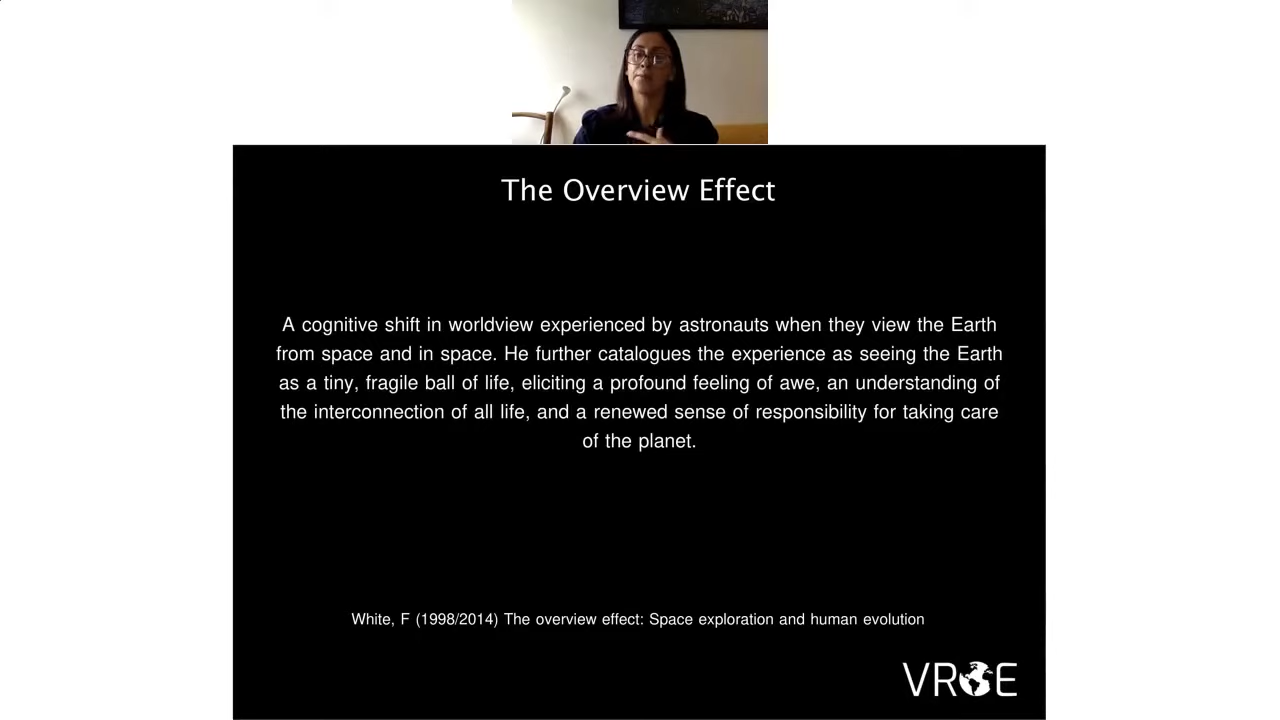 The Overview Effect
A cognitive shift in worldview experienced by astronauts when they view the Earth
from space and in space. He further catalogues the experience as seeing the Earth
as a tiny, fragile ball of life, eliciting a profound feeling of awe, an understanding of
the interconnection of all life, and a renewed sense of responsibility for taking care
of the planet.
White, F (1998/2014) The overview effect: Space exploration and human evolution
VROE